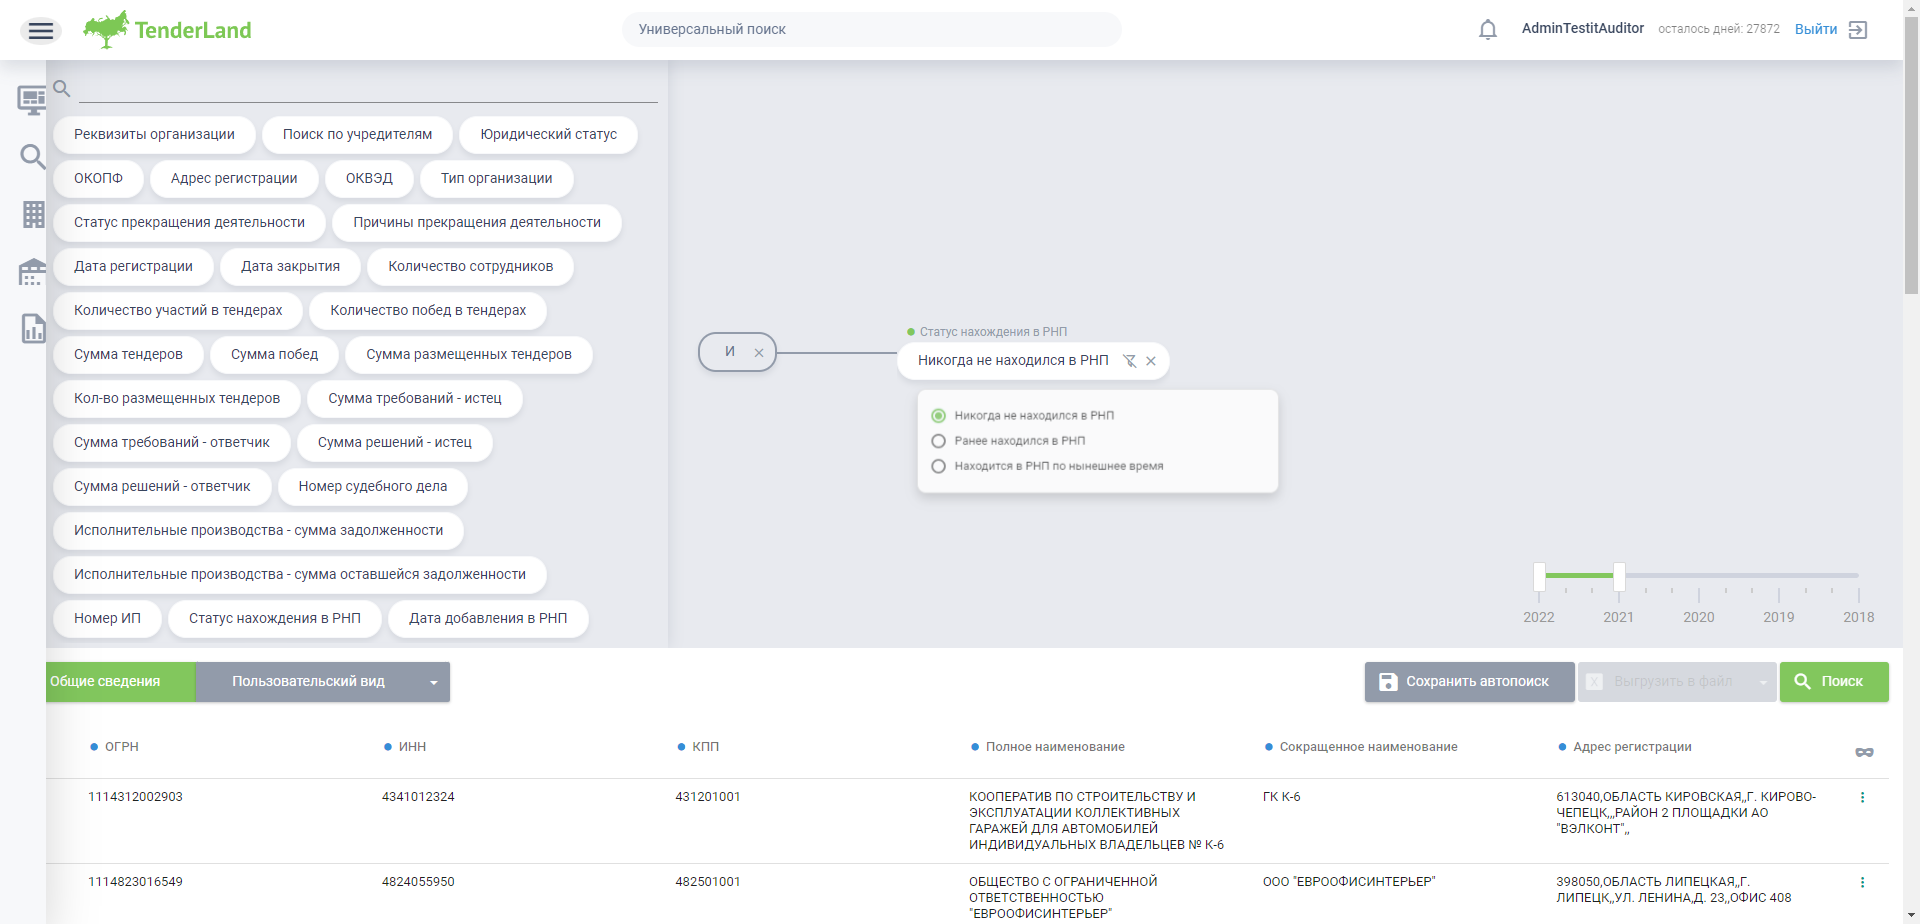 TenderLand
Универсальный поиск
AdminTestitAuditor
осталось дней: 27872
Выйти
Реквизиты организации
Поиск по учредителям
Юридический статус
ОКОПФ
Адрес регистрации
ОКВЭД
Тип организации
Статус прекращения деятельности
Причины прекращения деятельности
Дата регистрации
Дата закрытия
Количество сотрудников
Количество участий в тендерах
Количество побед в тендерах
Сумма тендеров
Сумма побед
Сумма размещенных тендеров
Кол-во размещенных тендеров
Сумма требований - истец
Сумма требований - ответчик
Сумма решений - истец
Сумма решений - ответчик
Номер судебного дела
Исполнительные производства - сумма задолженности
Исполнительные производства - сумма оставшейся задолженности
Номер ИП
Статус нахождения в РНП
Дата добавления в РНП
И
Статус нахождения в РНП
Никогда не находился в РНП
Никогда не находился в РНП
Ранее находился в РНП
Находится в РНП по нынешнее время
2022
2021
2020
2019
2018
Общие сведения
Пользовательский вид
Сохранить автопоиск
Выгрузить в файл
Поиск
ОГРН
ИНН
КПП
Полное наименование
Сокращенное наименование
Адрес регистрации
1114312002903
4341012324
431201001
КООПЕРАТИВ ПО СТРОИТЕЛЬСТВУ И
ЭКСПЛУАТАЦИИ КОЛЛЕКТИВНЫХ
ГАРАЖЕЙ ДЛЯ АВТОМОБИЛЕЙ
ИНДИВИДУАЛЬНЫХ ВЛАДЕЛЬЦЕВ № К-6
ГК К-6
613040,ОБЛАСТЬ КИРОВСКАЯ,,Г. КИРОВО-
ЧЕПЕЦК,,,РАЙОН 2 ПЛОЩАДКИ АО
"ВЭЛКОНТ",,
1114823016549
4824055950
482501001
ОБЩЕСТВО С ОГРАНИЧЕННОЙ
ОТВЕТСТВЕННОСТЬЮ
"ЕВРООФИСИНТЕРЬЕР"
ООО "ЕВРООФИСИНТЕРЬЕР"
398050,ОБЛАСТЬ ЛИПЕЦКАЯ,,Г.
ЛИПЕЦК,,УЛ. ЛЕНИНА,Д. 23,,ОФИС 408